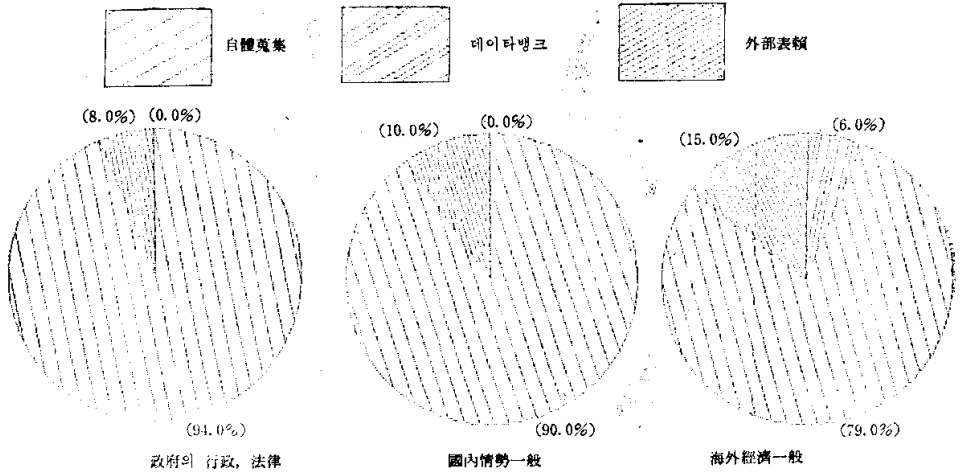 自體蒐集 데이타뱅크 外部表賴
(8.0%) (0.0%) (10.0%) (0.0%) (15.0%) (6.0%)
(94.0%) (90.0%) (79.0%)
政府의 行政, 法律 國內情勢一般 海外經濟一般